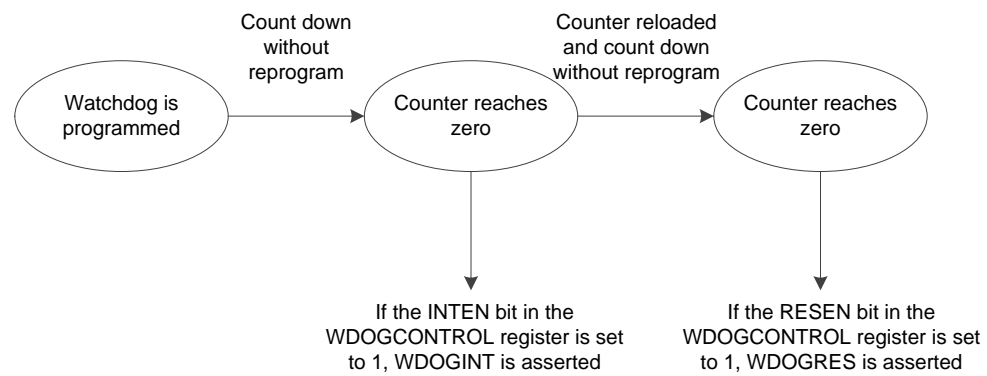 Count down
without
reprogram
Counter reloaded
and count down
without reprogram
Watchdog is
programmed
Counter reaches
zero
Counter reaches
zero
If the INTEN bit in the
WDOGCONTROL register is set
to 1, WDOGINT is asserted
If the RESEN bit in the
WDOGCONTROL register is set
to 1, WDOGRES is asserted